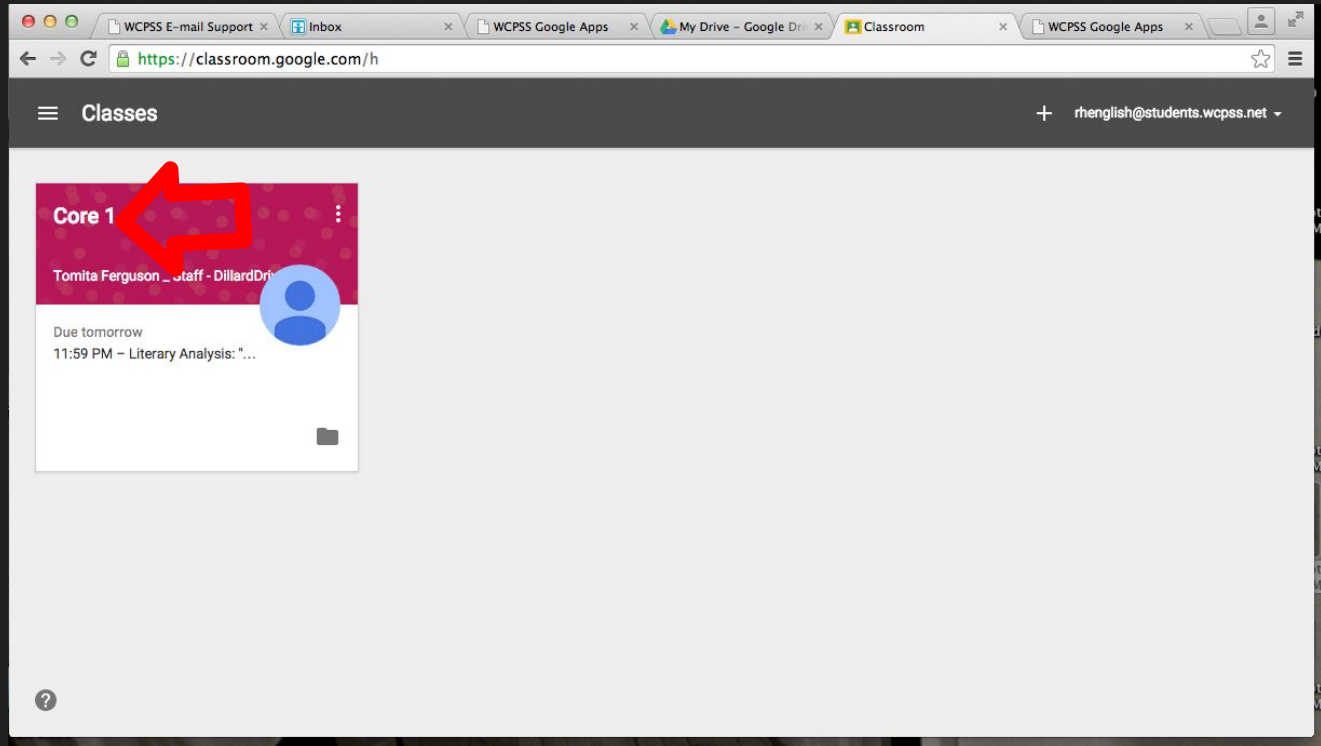 WCPSS E-mail Support
Inbox
WCPSS Google Apps
My Drive - Google Dri
Classroom
WCPSS Google Apps
https://classroom.google.com/h
Classes
rhenglish@students.wcpss.net
Core 1
Tomita Ferguson _ Staff - DillardDri
Due tomorrow
11:59 PM – Literary Analysis: "...
?